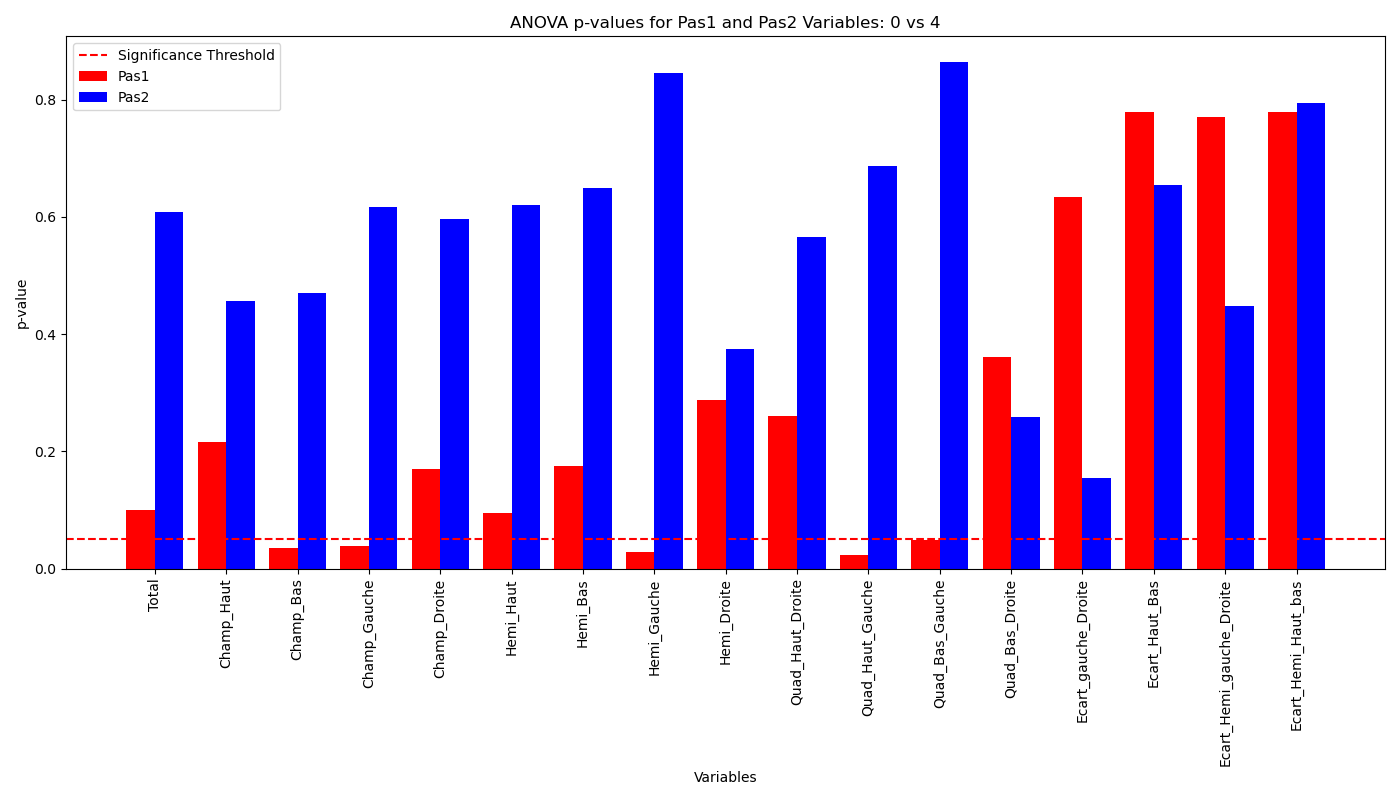 ANOVA p-values for Pas1 and Pas2 Variables: 0 vs 4
Significance Threshold
Pas1
Pas2
p-value
0.8
0.6
0.4
0.2
0.0
Total
Champ_Haut
Champ_Bas
Champ_Gauche
Champ_Droite
Hemi_Haut
Hemi_Bas
Hemi_Gauche
Hemi_Droite
Quad_Haut_Droite
Quad_Haut_Gauche
Quad_Bas_Gauche
Quad_Bas_Droite
Ecart_gauche_Droite
Ecart_Haut_Bas
Ecart_Hemi_gauche_Droite
Ecart_Hemi_Haut_bas
Variables